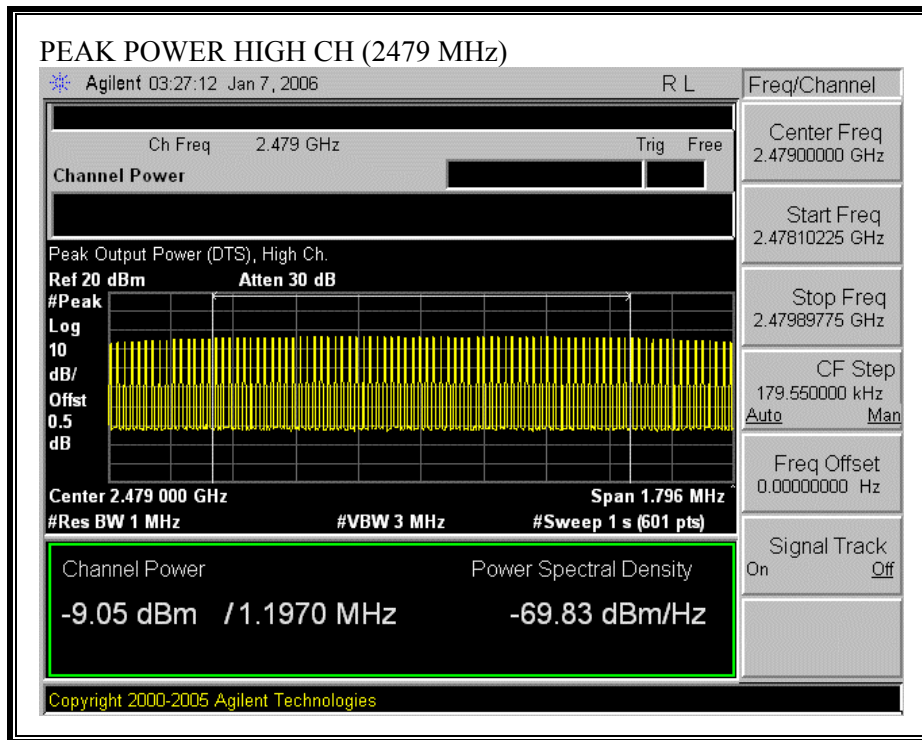 PEAK POWER HIGH CH (2479 MHz)
Agilent 03:27:12 Jan 7, 2006 R L Freq/Channel
Ch Freq 2.479 GHz Trig Free
Channel Power
Center Freq
2.47900000 GHz
Start Freq
2.47810225 GHz
Stop Freq
2.47989775 GHz
CF Step
179.550000 kHz
Auto Man
Freq Offset
0.00000000 Hz
Signal Track
On Off
Peak Output Power (DTS), High Ch.
Ref 20 dBm Atten 30 dB
#Peak
Log
10
dB/
Offst
0.5
dB
Center 2.479 000 GHz Span 1.796 MHz
#Res BW 1 MHz #VBW 3 MHz #Sweep 1 s (601 pts)
Channel Power Power Spectral Density
-9.05 dBm /1.1970 MHz -69.83 dBm/Hz
Copyright 2000-2005 Agilent Technologies